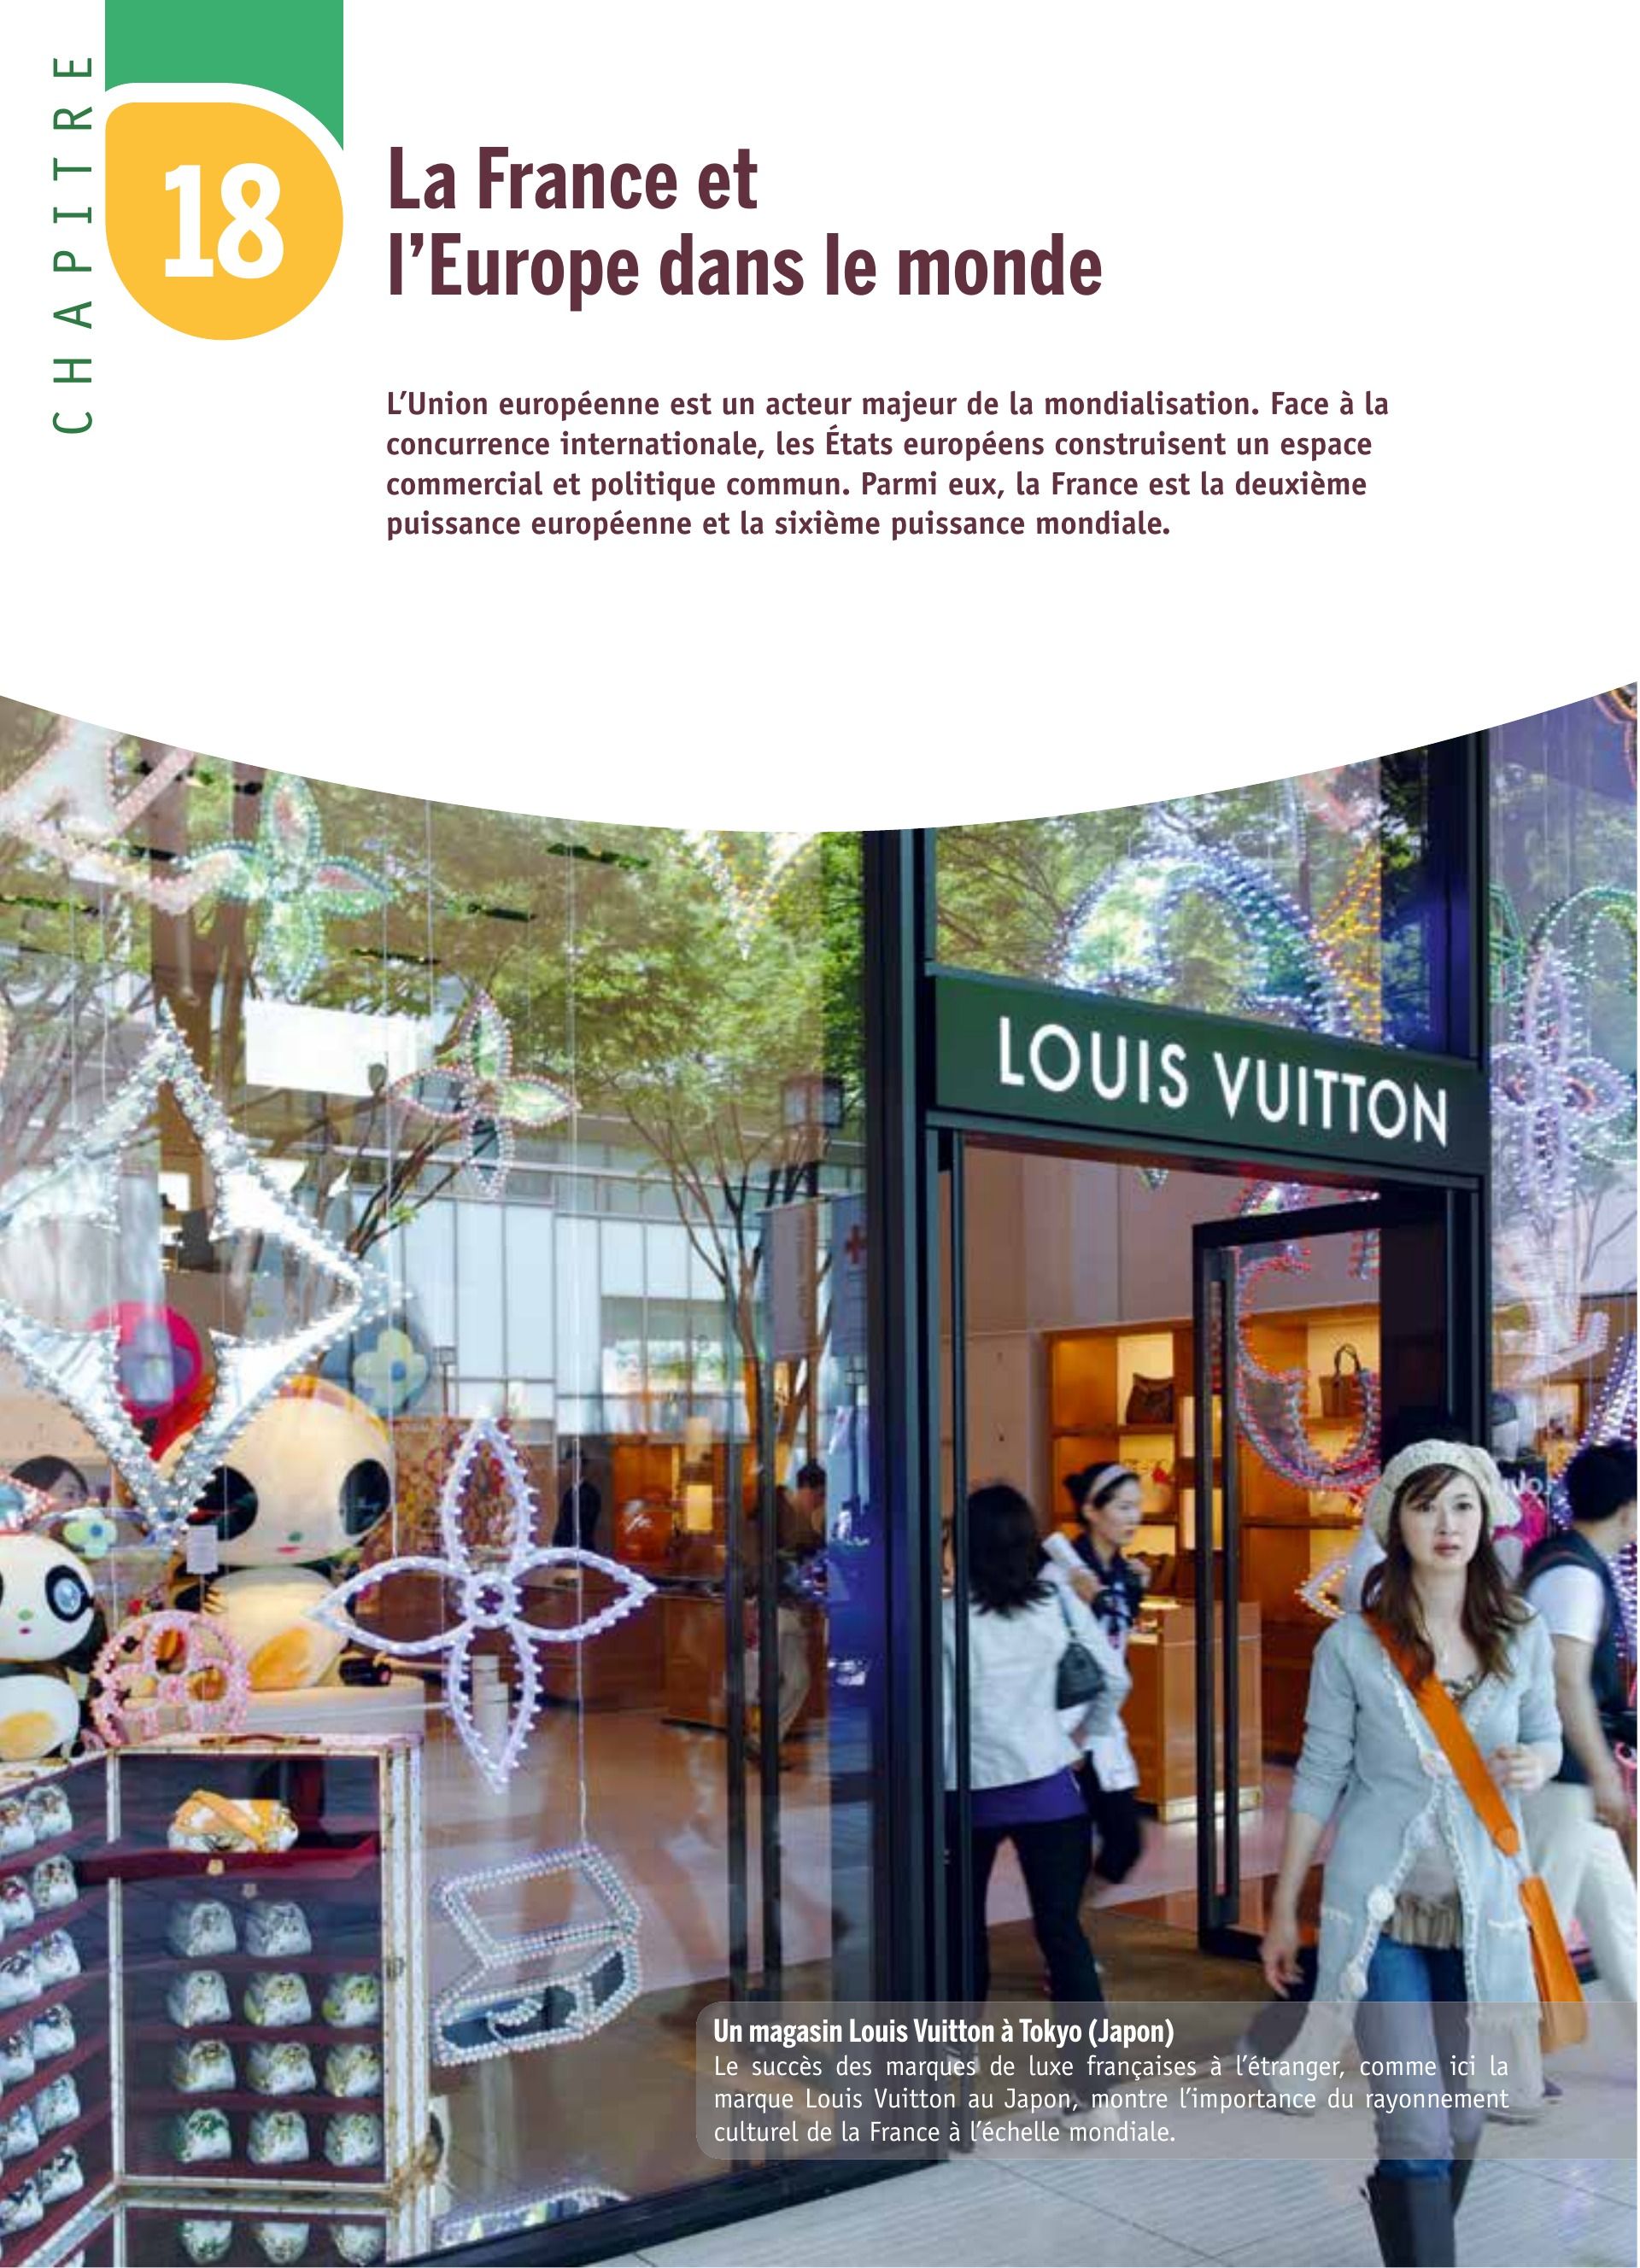 CHAPITRE
18
La France et
l’Europe dans le monde
L’Union européenne est un acteur majeur de la mondialisation. Face à la
concurrence internationale, les États européens construisent un espace
commercial et politique commun. Parmi eux, la France est la deuxième
puissance européenne et la sixième puissance mondiale.
LOUIS VUITTON
Un magasin Louis Vuitton à Tokyo (Japon)
Le succès des marques de luxe françaises à l’étranger, comme ici la
marque Louis Vuitton au Japon, montre l’importance du rayonnement
culturel de la France à l’échelle mondiale.